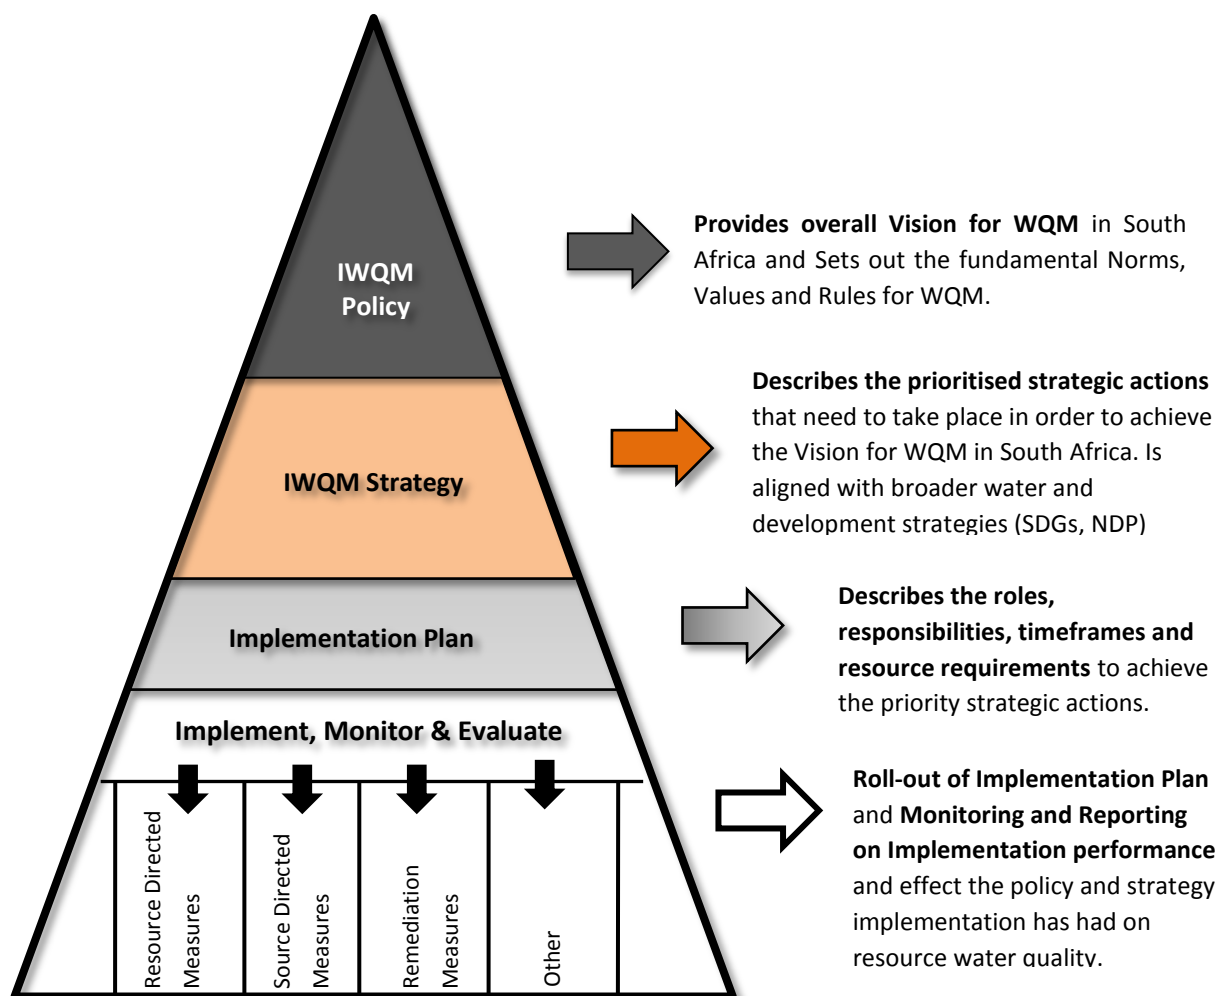 IWQM
Policy
Provides overall Vision for WQM in South
Africa and Sets out the fundamental Norms,
Values and Rules for WQM.
IWQM Strategy
Describes the prioritised strategic actions
that need to take place in order to achieve
the Vision for WQM in South Africa. Is
aligned with broader water and
development strategies (SDGs, NDP)
Implementation Plan
Describes the roles,
responsibilities, timeframes and
resource requirements to achieve
the priority strategic actions.
Implement, Monitor & Evaluate
Resource Directed
Measures
Source Directed
Measures
Remediation
Measures
Other
Roll-out of Implementation Plan
and Monitoring and Reporting
on Implementation performance
and effect the policy and strategy
implementation has had on
resource water quality.